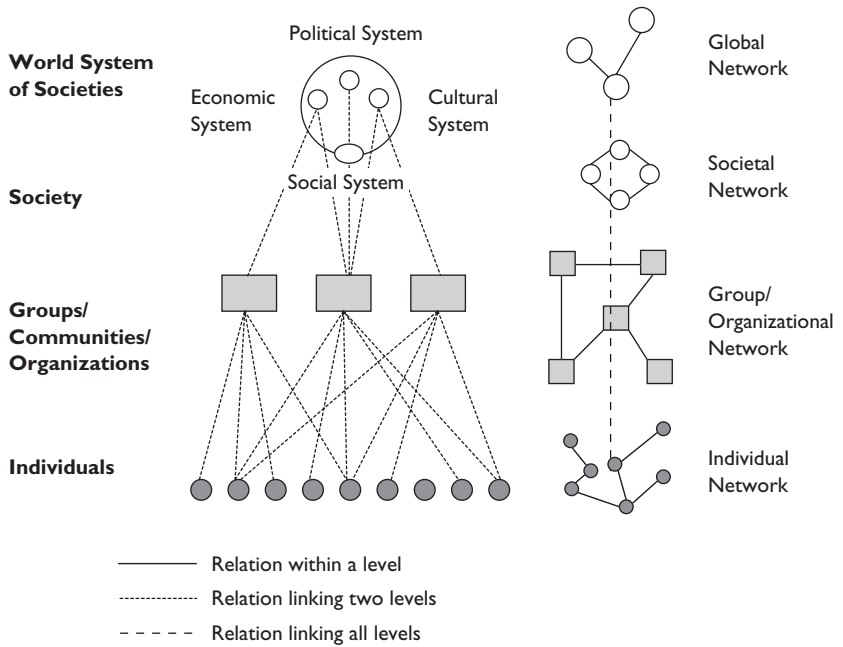 Political System
World System
of Societies
Economic
System
Cultural
System
Global
Network
Social System
Society
Societal
Network
Groups/
Communities/
Organizations
Group/
Organizational
Network
Individuals
Individual
Network
Relation within a level
Relation linking two levels
Relation linking all levels